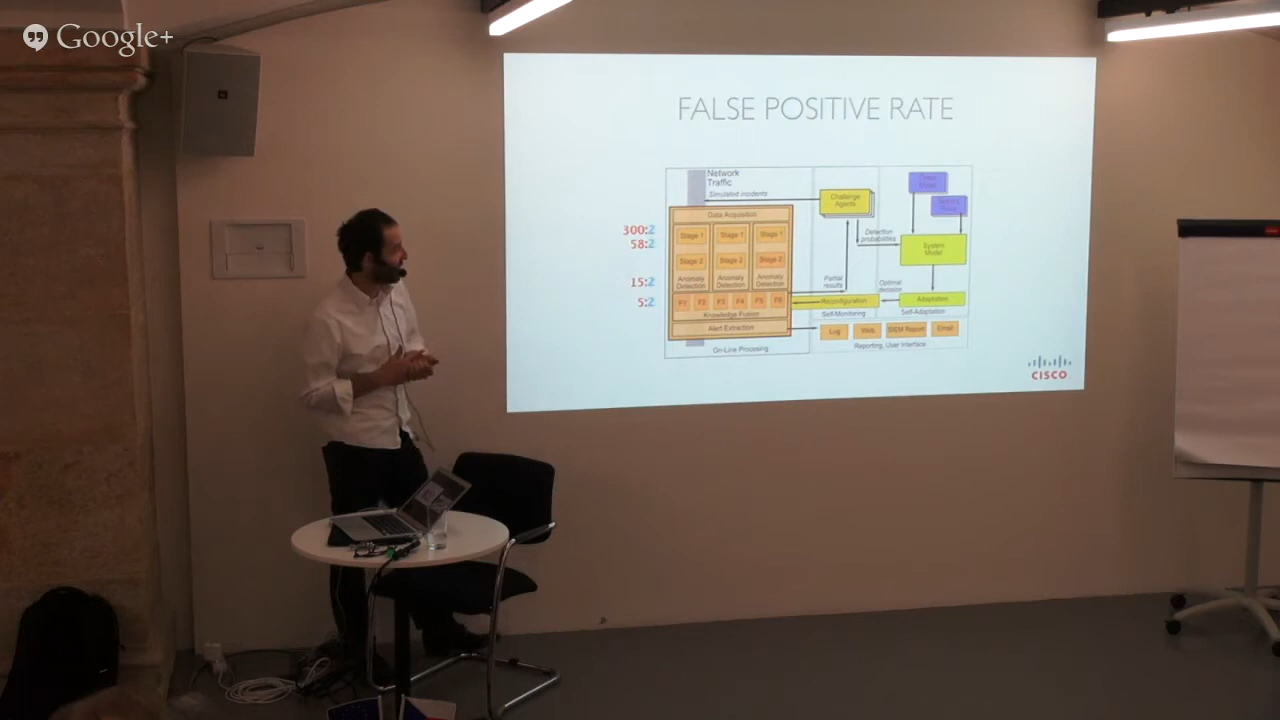 Google+
FALSE POSITIVE RATE
Network
Traffic
Simulated incidents
Challenge
Agents
Data Acquisition
300:2
58:2
15:2
5:2
Stage 1
Stage 1
Stage 1
Stage 2
Stage 2
Stage 2
Anomaly
Detection
Anomaly
Detection
Anomaly
Detection
Detection
probabilities
System
Model
Partial
results
Optimal
decision
F1 F2 F3 F4 F5 F6
Knowledge Fusion
Reconfiguration
Self-Monitoring
Adaptation
Self-Adaptation
Alert Extraction
Log
Web
SIEM Report
Email
On-Line Processing
Reporting, User Interface
CISCO